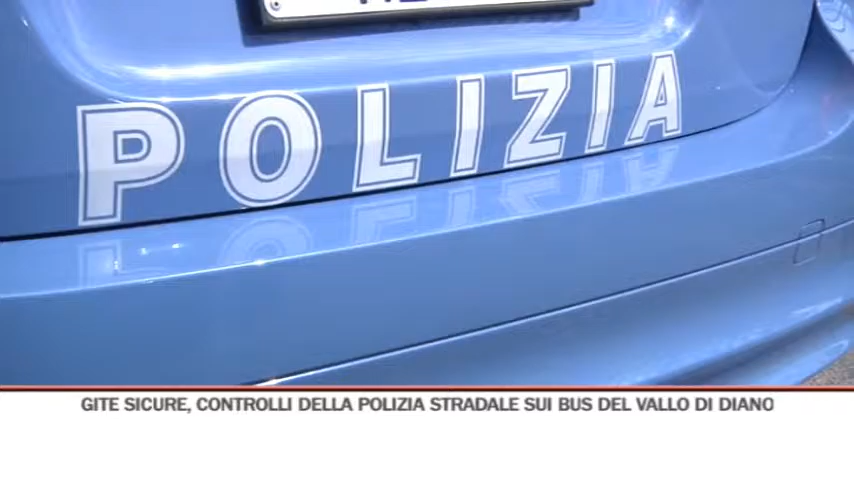 POLIZIA
GITE SICURE, CONTROLLI DELLA POLIZIA STRADALE SUI BUS DEL VALLO DI DIANO